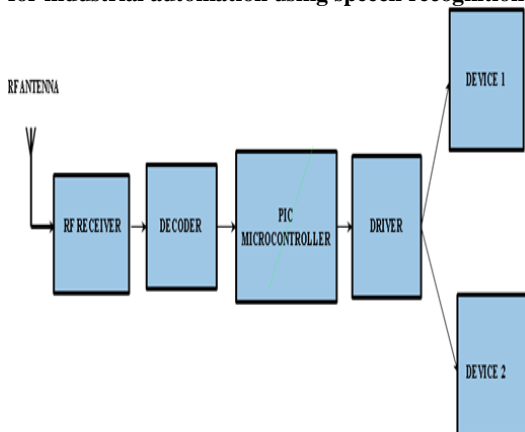 for industrial automation using speech recognition
RF ANTENNA
DEVICE 1
RF RECEIVER
DECODER
PIC
MICROCONTROLLER
DRIVER
DEVICE 2